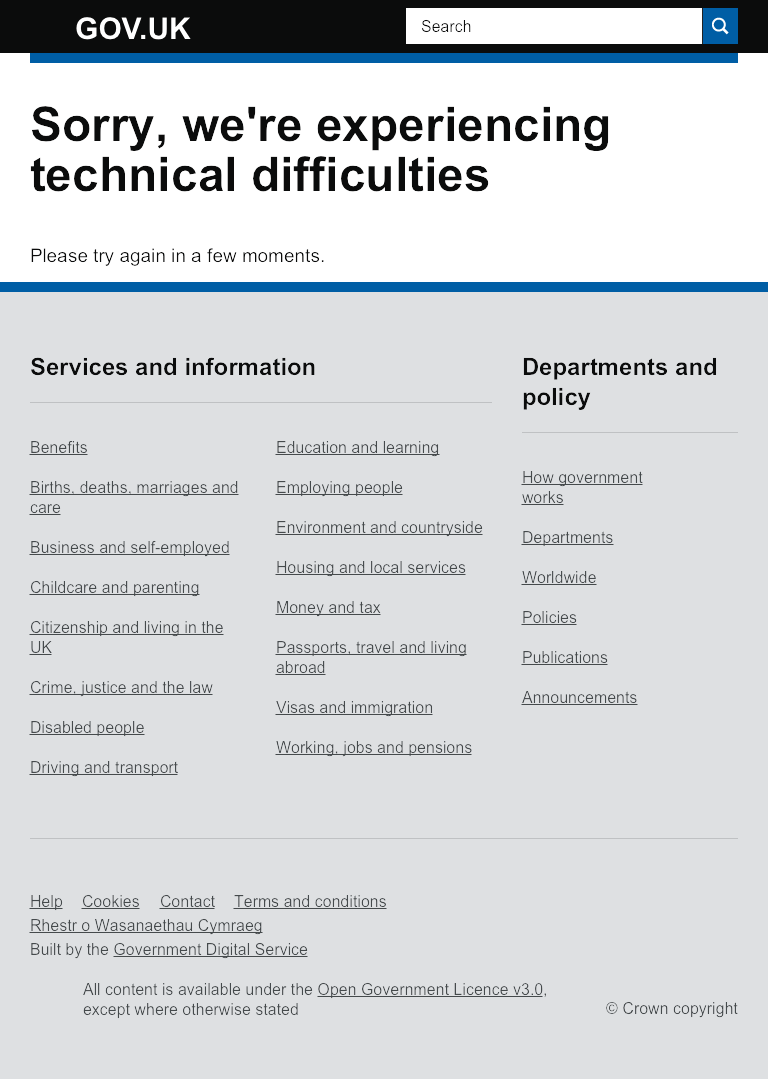 GOV.UK
Search
Sorry, we're experiencing
technical difficulties
Please try again in a few moments.
Services and information
Benefits
Births, deaths, marriages and
care
Business and self-employed
Childcare and parenting
Citizenship and living in the
UK
Crime, justice and the law
Disabled people
Driving and transport
Education and learning
Employing people
Environment and countryside
Housing and local services
Money and tax
Passports, travel and living
abroad
Visas and immigration
Working, jobs and pensions
Departments and
policy
How government
works
Departments
Worldwide
Policies
Publications
Announcements
Help Cookies Contact Terms and conditions
Rhestr o Wasanaethau Cymraeg
Built by the Government Digital Service
All content is available under the Open Government Licence v3.0,
except where otherwise stated
© Crown copyright